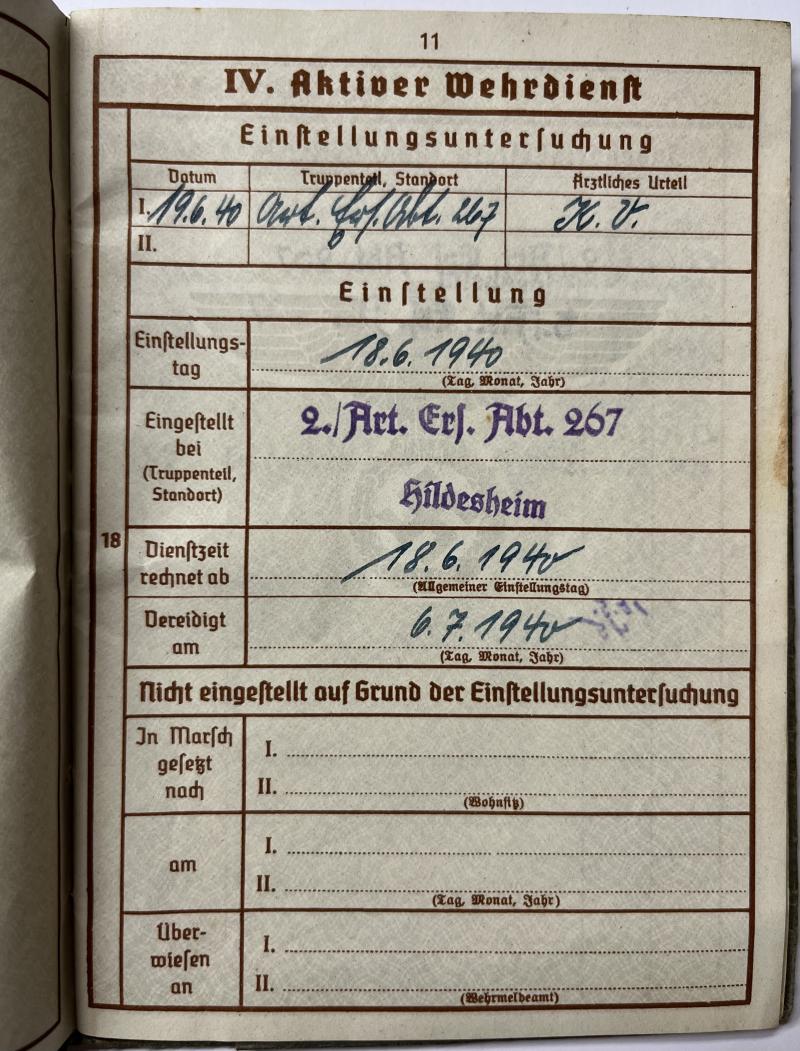 11
IV. Aktiver Wehrdienst
Einstellungsuntersuchung
Datum Truppenteil, Standort Ärztliches Urteil
I. 19.6.40 Art. Ers. Abt. 267 K. V.
II.
Einstellung
Einstellungs-
tag
18.6.1940
(Tag, Monat, Jahr)
Eingestellt
bei
(Truppenteil,
Standort)
2./Art. Ers. Abt. 267
Hildesheim
18
Dienstzeit
rechnet ab
18.6.1940
(Allgemeiner Einstellungstag)
Vereidigt
am
6.7.1940
(Tag, Monat, Jahr)
Nicht eingestellt auf Grund der Einstellungsuntersuchung
In Marsch
gesetzt
nach
I.
II.
(Wohnsitz)
am
I.
II.
(Tag, Monat, Jahr)
Über-
wiesen
an
I.
II.
(Wehrmeldeamt)